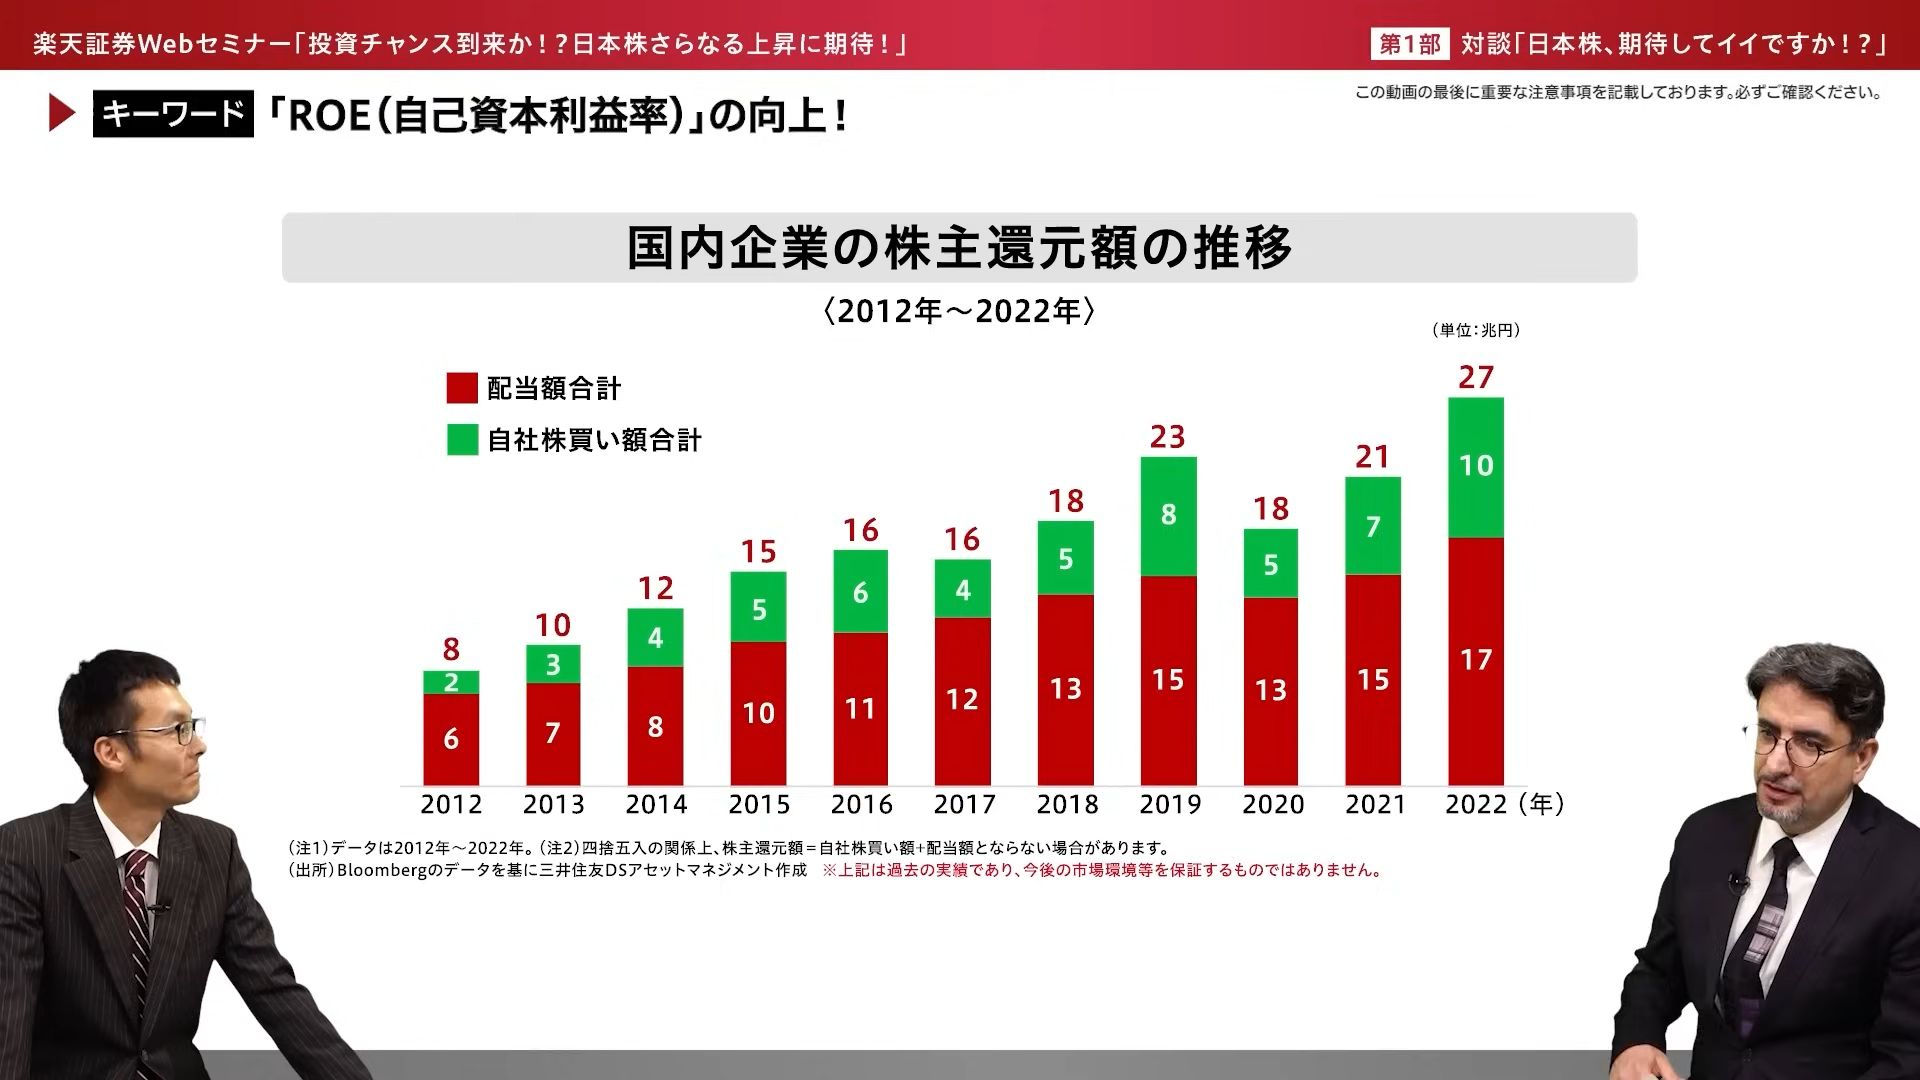 楽天証券Webセミナー「投資チャンス到来か！？日本株さらなる上昇に期待！」
第1部 対談「日本株、期待してイイですか！？」
この動画の最後に重要な注意事項を記載しております。必ずご確認ください。
キーワード 「ROE（自己資本利益率）」の向上！
国内企業の株主還元額の推移
〈2012年～2022年〉
（単位：兆円）
配当額合計
自社株買い額合計
8 10 12 15 16 16 18 23 18 21 27
2 3 4 5 6 4 5 8 5 7 10
6 7 8 10 11 12 13 15 13 15 17
2012 2013 2014 2015 2016 2017 2018 2019 2020 2021 2022 （年）
（注1）データは2012年～2022年。（注2）四捨五入の関係上、株主還元額＝自社株買い額+配当額とならない場合があります。
（出所）Bloombergのデータを基に三井住友DSアセットマネジメント作成 ※上記は過去の実績であり、今後の市場環境等を保証するものではありません。